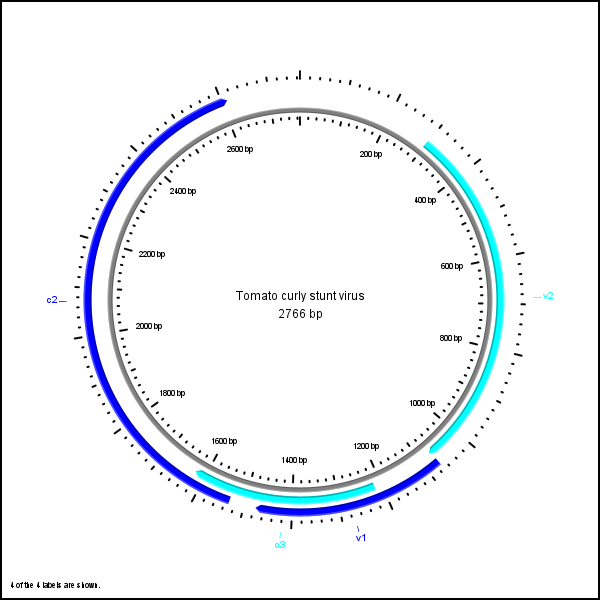 2600 bp
200 bp
2400 bp
400 bp
2200 bp
600 bp
Tomato curly stunt virus
2766 bp
c2
v2
2000 bp
800 bp
1800 bp
1000 bp
1600 bp
1400 bp
1200 bp
c3
v1
4 of the 4 labels are shown.